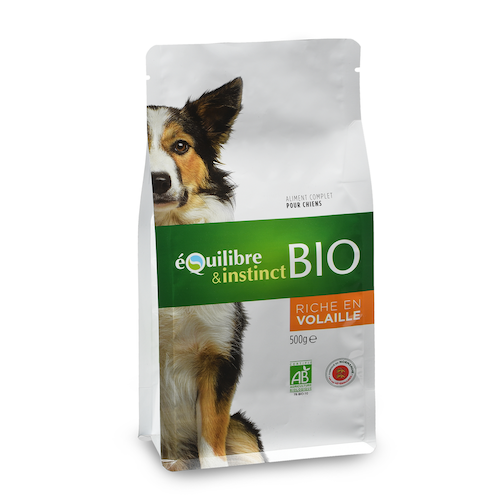 ALIMENT COMPLET
POUR CHIENS
éQuilibre
&instinct
BIO
RICHE EN
VOLAILLE
500g℮
AB